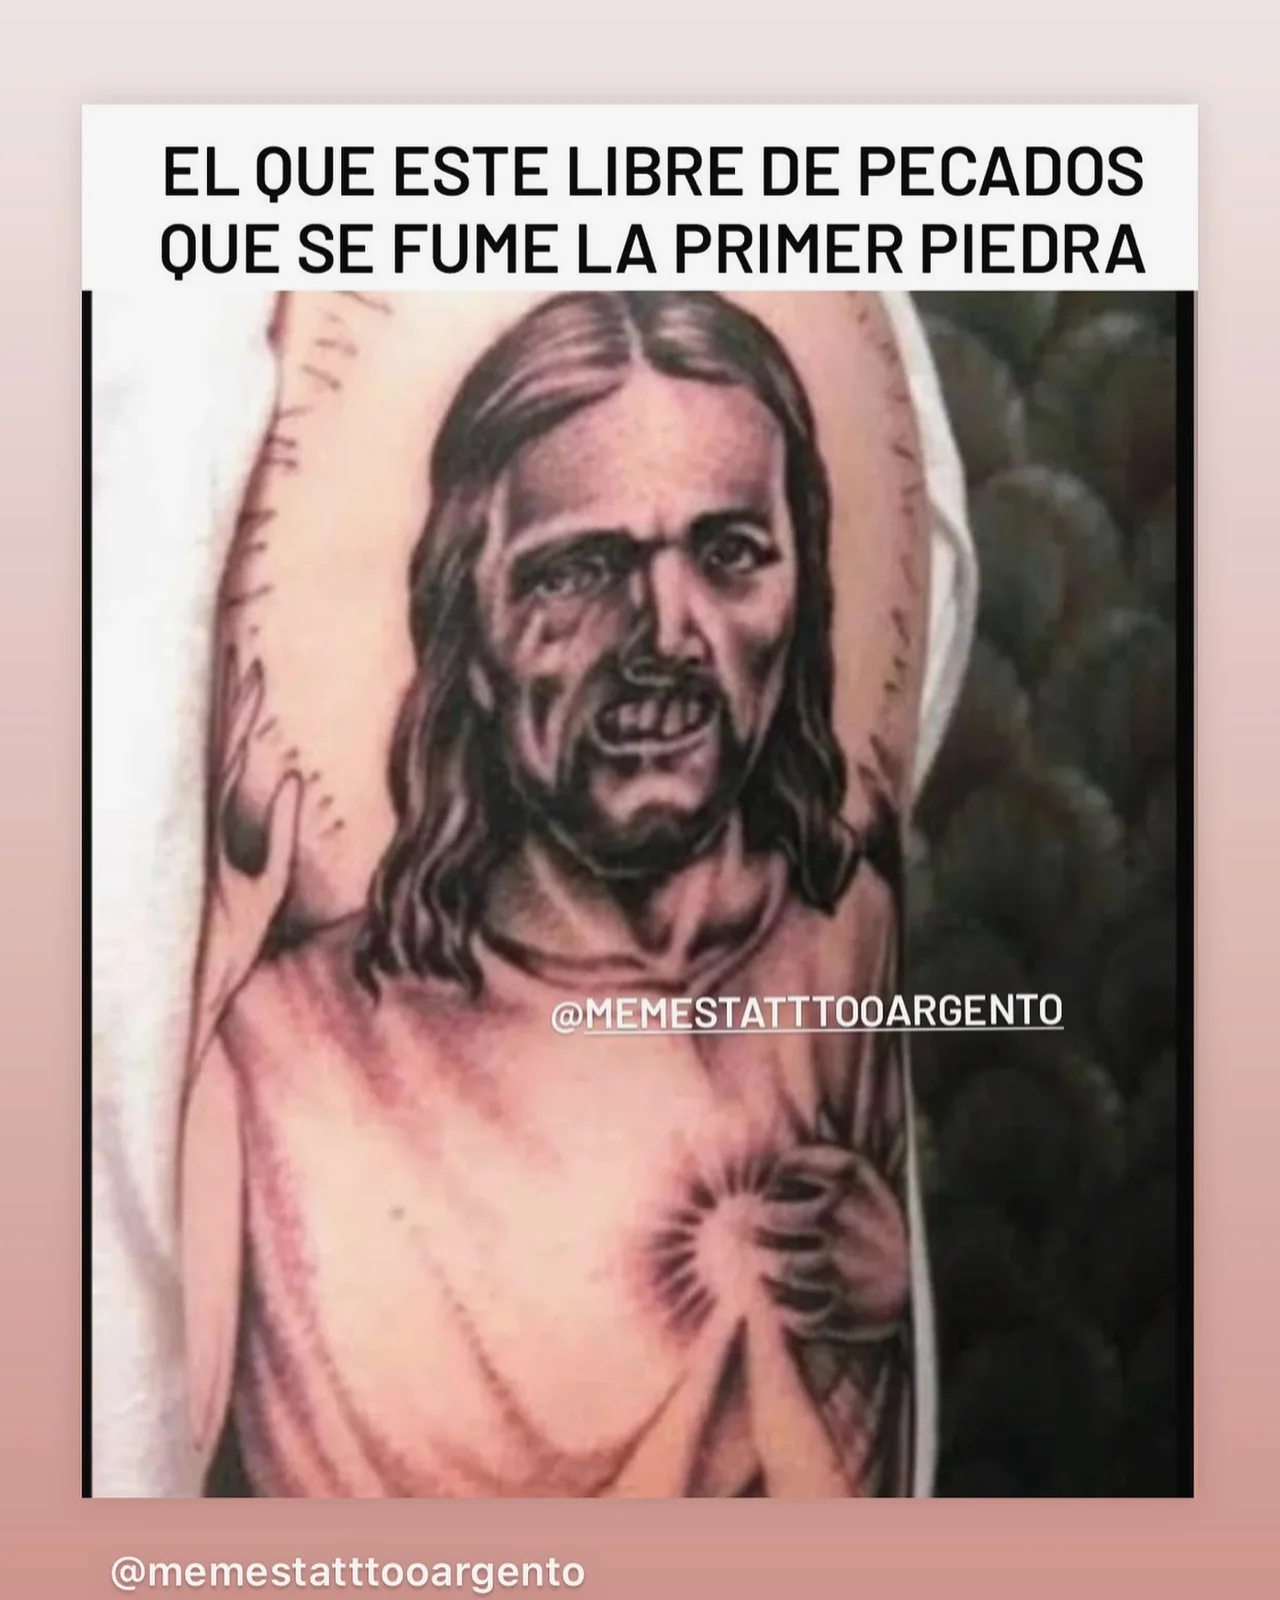 EL QUE ESTE LIBRE DE PECADOS
QUE SE FUME LA PRIMER PIEDRA
@MEMESTATTTOOARGENTO
@memestatttooargento